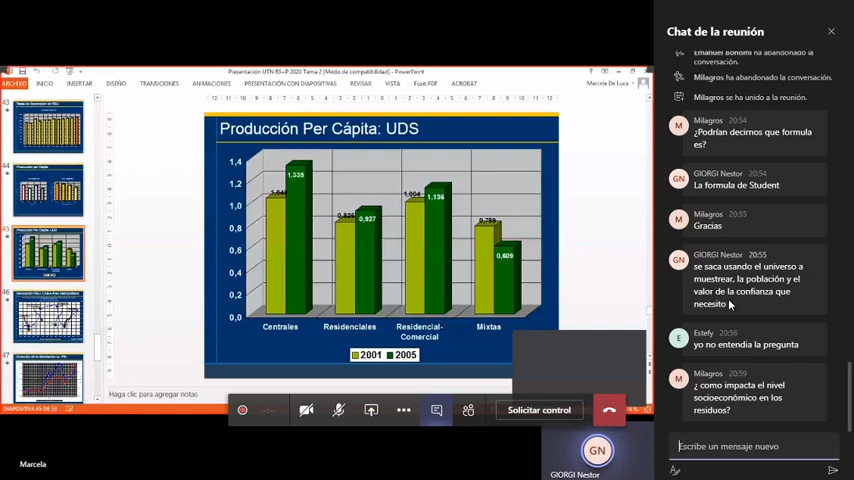 Presentación UTN RS+P 2020 Tema 2 [Modo de compatibilidad] - PowerPoint
ARCHIVO INICIO INSERTAR DISEÑO TRANSICIONES ANIMACIONES PRESENTACIÓN CON DIAPOSITIVAS REVISAR VISTA Foxit PDF ACROBAT
Marcela De Luca
43
44
45
46
47
Producción Per Cápita: UDS
1,4
1,2
1,0
0,8
0,6
0,4
0,2
0,0
1,335
0,927
1,004
1,136
0,789
0,609
Centrales
Residenciales
Residencial-
Comercial
Mixtas
2001 2005
Haga clic para agregar notas
DIAPOSITIVA 45 DE 53
Solicitar control
Marcela
GN
GIORGI Nestor
Chat de la reunión
Emanuel Bonomi ha abandonado la
conversación.
Milagros ha abandonado la conversación.
Milagros se ha unido a la reunión.
M
Milagros 20:54
¿Podrían decirnos que formula
es?
GN
GIORGI Nestor 20:54
La formula de Student
M
Milagros 20:55
Gracias
GN
GIORGI Nestor 20:55
se saca usando el universo a
muestrear, la población y el
valor de la confianza que
necesito
E
Estefy 20:56
yo no entendia la pregunta
M
Milagros 20:59
¿ como impacta el nivel
socioeconómico en los
residuos?
Escribe un mensaje nuevo